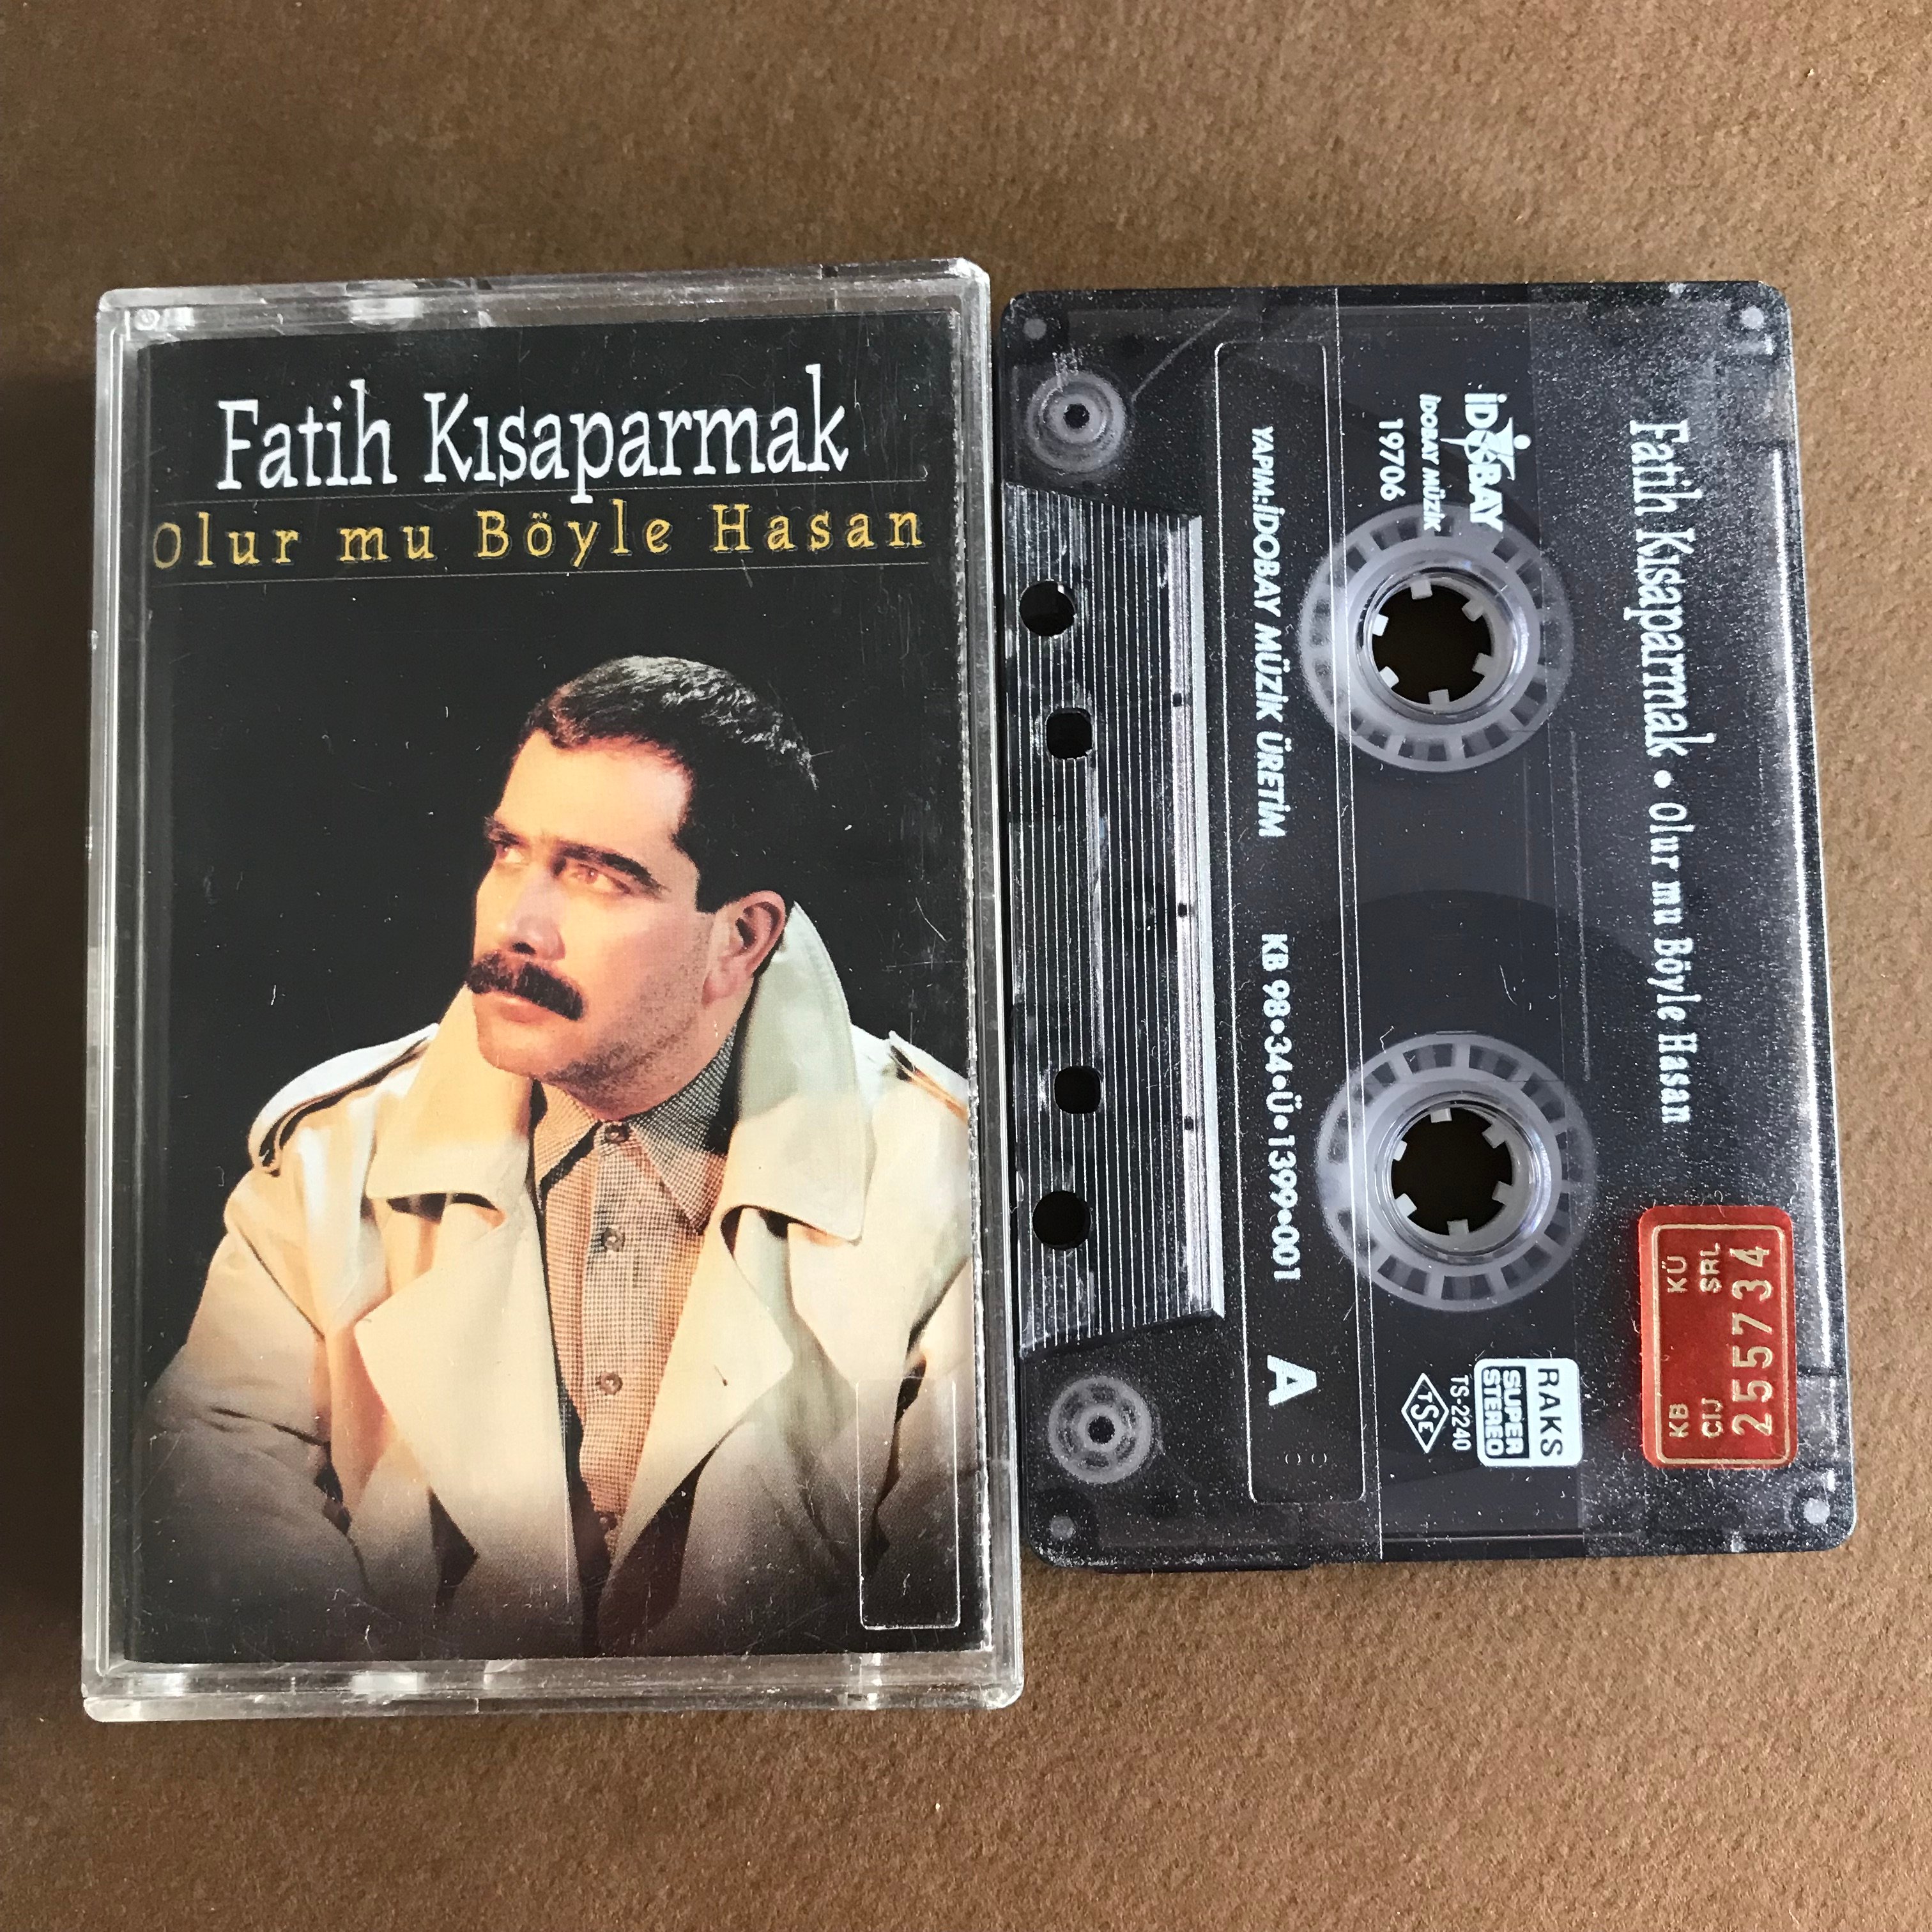 Fatih Kısaparmak
Olur mu Böyle Hasan
Fatih Kısaparmak • Olur mu Böyle Hasan
İDOBAY
İDOBAY MÜZİK
19706
YAPIM:İDOBAY MÜZİK ÜRETİM KB 98•34•Ü•1399•001 A
RAKS
SUPER
STEREO
TS-2240
TSE
KB KÜ
CIJ SRL
255734